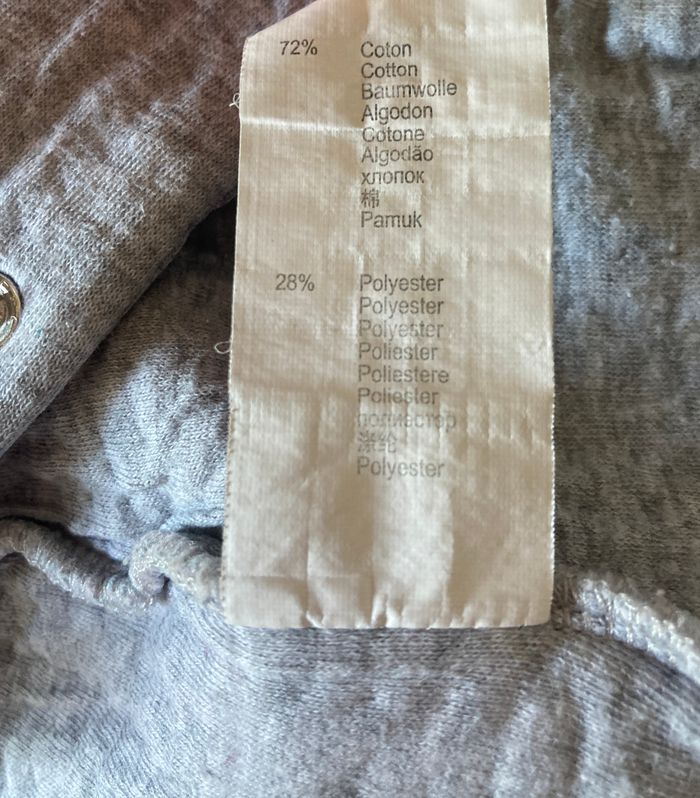 72% Coton
Cotton
Baumwolle
Algodon
Cotone
Algodão
хлопок
棉
Pamuk
28% Polyester
Polyester
Polyester
Poliester
Poliestere
Poliester
полиэстер
涤纶
Polyester